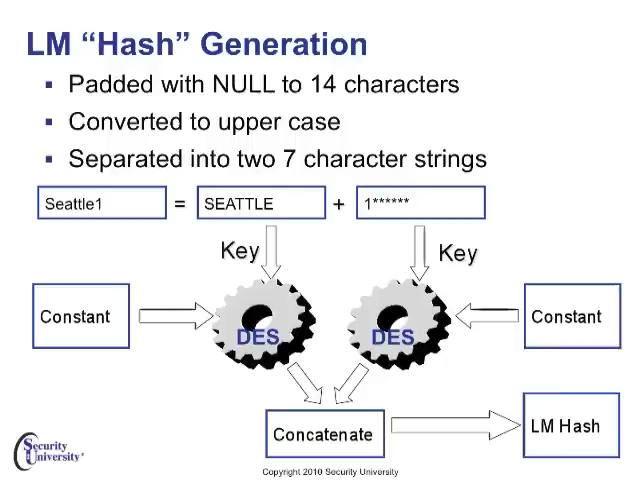 LM “Hash” Generation
▪ Padded with NULL to 14 characters
▪ Converted to upper case
▪ Separated into two 7 character strings
Seattle1 = SEATTLE + 1******
Key Key
Constant DES DES Constant
Concatenate LM Hash
Security
University
Copyright 2010 Security University